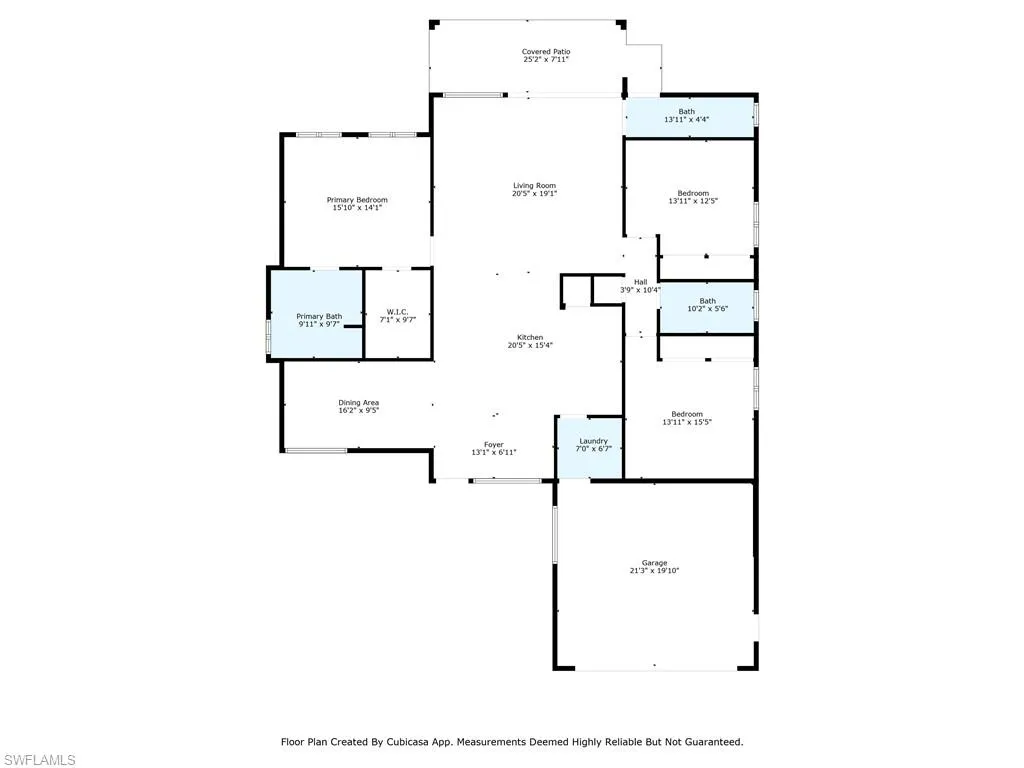 Covered Patio
25'2" x 7'11"
Bath
13'11" x 4'4"
Living Room
20'5" x 19'1"
Bedroom
13'11" x 12'5"
Primary Bedroom
15'10" x 14'1"
Hall
3'9" x 10'4"
Bath
10'2" x 5'6"
Primary Bath
9'11" x 9'7"
W.I.C.
7'1" x 9'7"
Kitchen
20'5" x 15'4"
Dining Area
16'2" x 9'5"
Bedroom
13'11" x 15'5"
Foyer
13'1" x 6'11"
Laundry
7'0" x 6'7"
Garage
21'3" x 19'10"
Floor Plan Created By Cubicasa App. Measurements Deemed Highly Reliable But Not Guaranteed.
SWFLAMLS